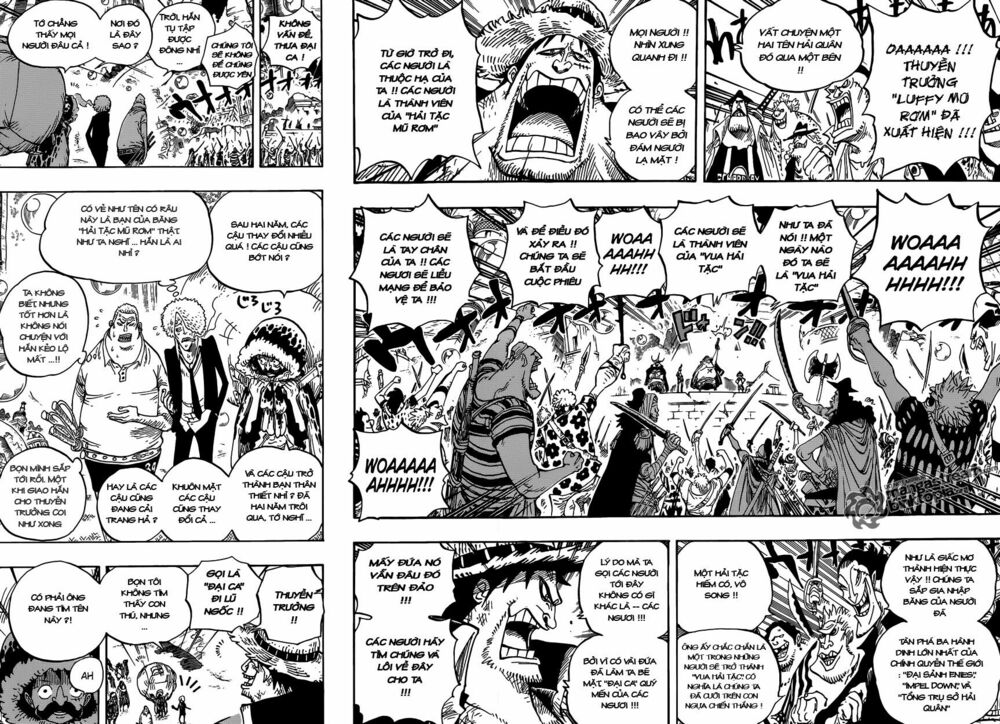 OAAAAAA !!!
THUYỀN
TRƯỞNG
"LUFFY MŨ
RƠM" ĐÃ
XUẤT HIỆN !!!
VẤT CHUYỆN MỘT
HAI TÊN HẢI QUÂN
ĐÓ QUA MỘT
BÊN !!
MỌI NGƯỜI !!
NHÌN XUNG
QUANH ĐI !!
CÓ THỂ CÁC
NGƯƠI SẼ BỊ
BAO VÂY BỞI
ĐÁM NGƯỜI
LẠ MẶT !
TỪ GIỜ TRỞ ĐI,
CÁC NGƯƠI LÀ
THUỘC HẠ CỦA
TA !! CÁC NGƯƠI
LÀ THÀNH VIÊN
CỦA "HẢI TẶC
MŨ RƠM"
WOAAA
AAAAAHH
HHH!!!
NHƯ TA ĐÃ
NÓI !! MỘT
NGÀY NÀO
ĐÓ TA SẼ
LÀ "VUA HẢI
TẶC"
CÁC NGƯƠI SẼ
LÀ THÀNH VIÊN
CỦA "VUA HẢI
TẶC"
WOAA...
AAAAHH
HH!!!
VÀ ĐỂ ĐIỀU ĐÓ
XẢY RA !!
CHÚNG TA SẼ
BẮT ĐẦU
CUỘC PHIÊU
CÁC NGƯƠI SẼ
LÀ TAY CHÂN
CỦA TA !! CÁC
NGƯƠI SẼ LIỀU
MẠNG ĐỂ BẢO
VỆ TA !!!
WOAAAAA
AAHHHH!!!
NHƯ LÀ GIẤC MƠ
THÀNH HIỆN THỰC
VẬY !! CHÚNG TA
SẮP GIA NHẬP
BĂNG CỦA NGƯỜI
ĐÃ
TÀN PHÁ BA HÀNH
DINH LỚN NHẤT CỦA
CHÍNH QUYỀN THẾ GIỚI
: "ĐẠI SẢNH ENIES",
"IMPEL DOWN", VÀ
"TỔNG TRỤ SỞ HẢI
QUÂN"
MỘT HẢI TẶC
HIẾM CÓ, VÔ
SONG !!
ÔNG ẤY CHẮC CHẮN LÀ
MỘT TRONG NHỮNG
NGƯỜI SẼ TRỞ THÀNH
"VUA HẢI TẶC". CÓ
NGHĨA LÀ CHÚNG TA
ĐÃ CƯỠI TRÊN CON
NGỰA CHIẾN THẮNG !
LÝ DO MÀ TA
GỌI CÁC NGƯƠI
TỚI ĐÂY
KHÔNG CÓ GÌ
KHÁC LÀ -- CÁC
NGƯƠI !!!
BỞI VÌ CÓ VÀI ĐỨA
ĐÃ LÀM TA BẼ
MẶT "ĐẠI CA" QUÝ
MẾN CỦA CÁC
MẤY ĐỨA NÓ
VẪN ĐÂU ĐÓ
TRÊN ĐẢO
!!!
CÁC NGƯƠI HÃY
TÌM CHÚNG VÀ
LÔI VỀ ĐÂY
CHO TA !!!
KHÔNG
VẤN ĐỀ,
THƯA ĐẠI
CA !
TRỜI, HẮN
TỤ TẬP
ĐƯỢC
ĐÔNG NHỈ
CHÚNG TÔI
SẼ KHÔNG
ĐỂ CHÚNG
ĐƯỢC YÊN
NƠI ĐÓ
LÀ ĐÂY
SAO ?
TỚ CHẲNG
THẤY MỌI
NGƯỜI ĐÂU CẢ !
SAU HAI NĂM, CÁC
CẬU THAY ĐỔI NHIỀU
QUÁ ! CÁC CẬU CŨNG
BỚT NÓI ?
CÓ VẺ NHƯ TÊN CÓ RÂU
NÀY LÀ BẠN CỦA BĂNG
"HẢI TẶC MŨ RƠM" THẬT
NHƯ TA NGHĨ ... HẮN LÀ AI
NHỈ ?
TA KHÔNG
BIẾT, NHƯNG
TỐT HƠN LÀ
KHÔNG NÓI
CHUYỆN VỚI
HẮN KẺO LỘ
MẤT ...!!
VÀ CÁC CẬU TRỞ
THÀNH BẠN THÂN
THIẾT NHỈ ? ĐÃ
HAI NĂM TRÔI
QUA, TỚ NGHĨ ...
KHUÔN MẶT
CÁC CẬU
CŨNG THAY
ĐỔI CẢ ...
HAY LÀ CÁC
CẬU CŨNG
ĐANG CẢI
TRANG HẢ ?
BỌN MÌNH SẮP
TỚI RỒI, MỘT
KHI GIAO HẮN
CHO THUYỀN
TRƯỞNG COI
NHƯ XONG
THUYỀN
TRƯỞNG ...
GỌI LÀ
"ĐẠI CA"
ĐI LŨ
NGỐC !!
BỌN TÔI
KHÔNG TÌM
THẤY CON
THÚ, NHƯNG
...
CÓ PHẢI ÔNG
ĐANG TÌM TÊN
NÀY ?!
AH